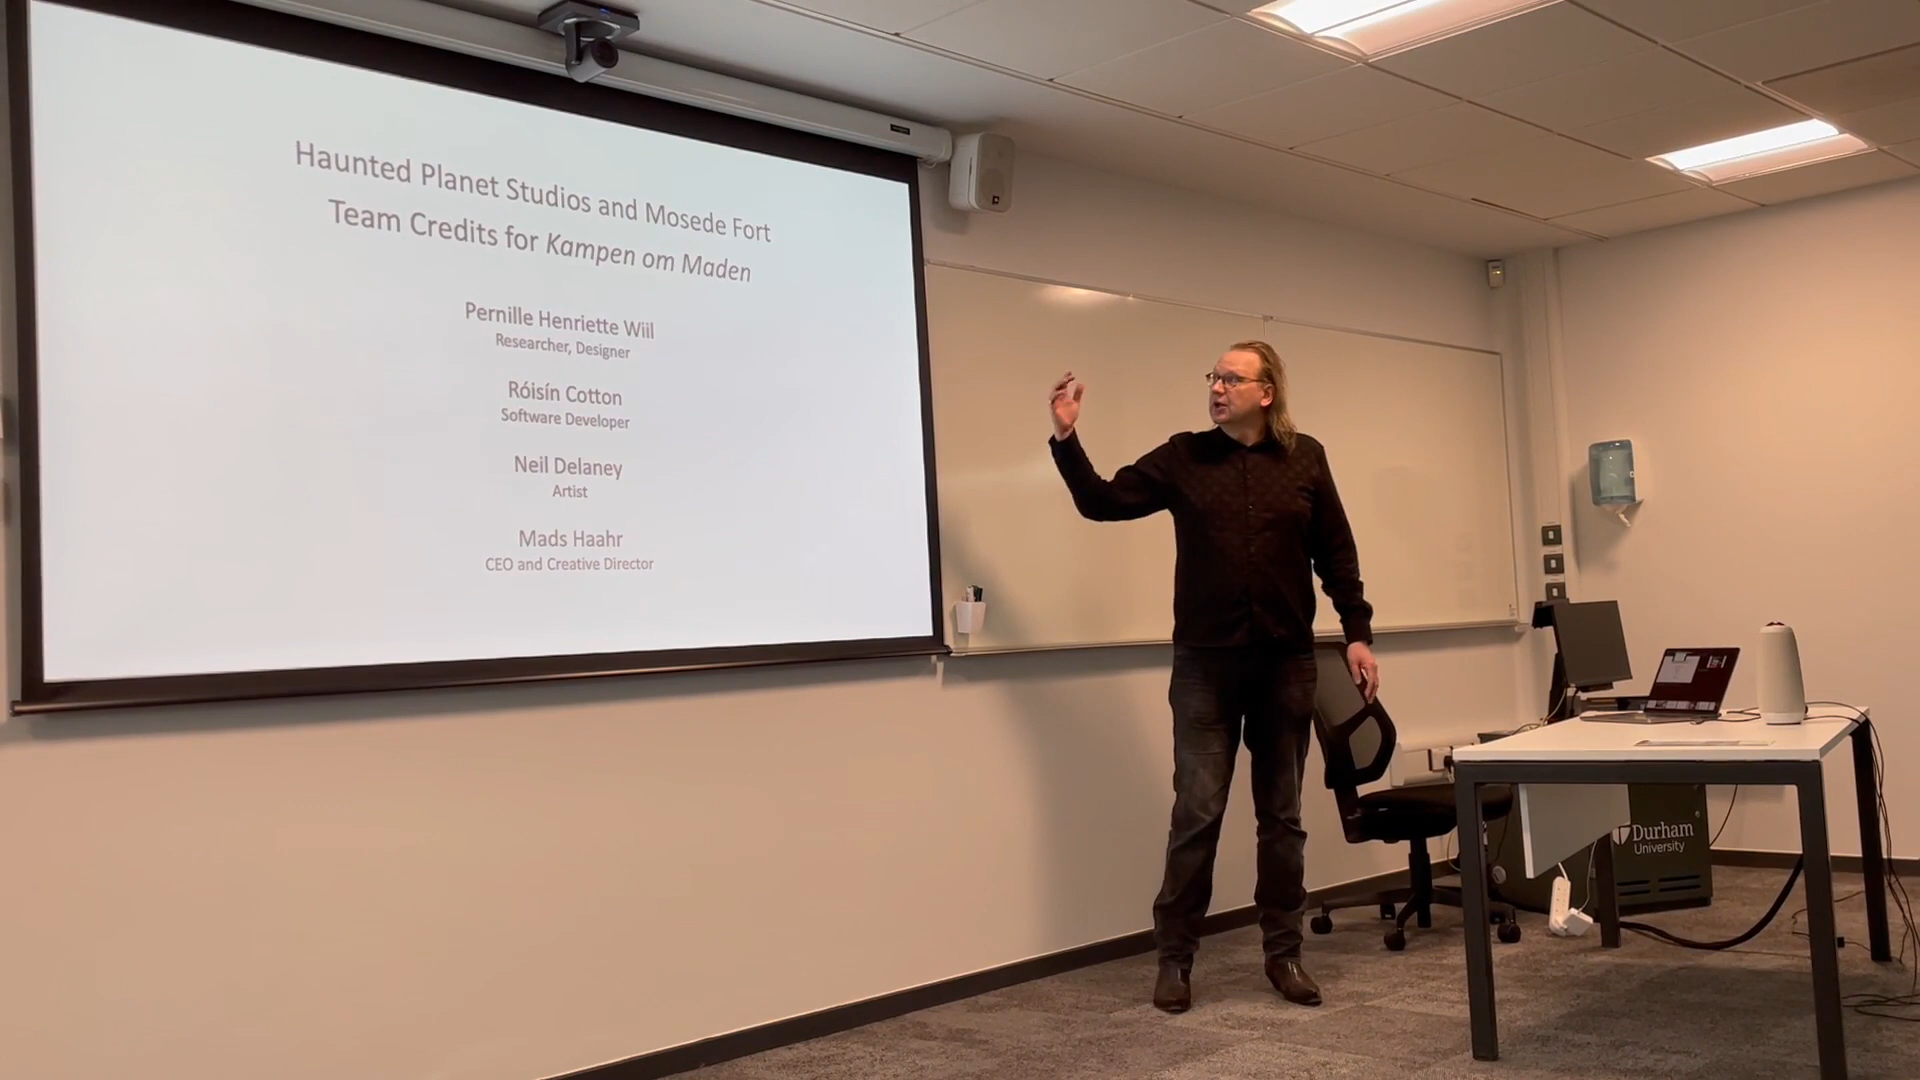 Haunted Planet Studios and Mosede Fort
Team Credits for Kampen om Maden
Pernille Henriette Wiil
Researcher, Designer
Róisín Cotton
Software Developer
Neil Delaney
Artist
Mads Haahr
CEO and Creative Director
Durham
University